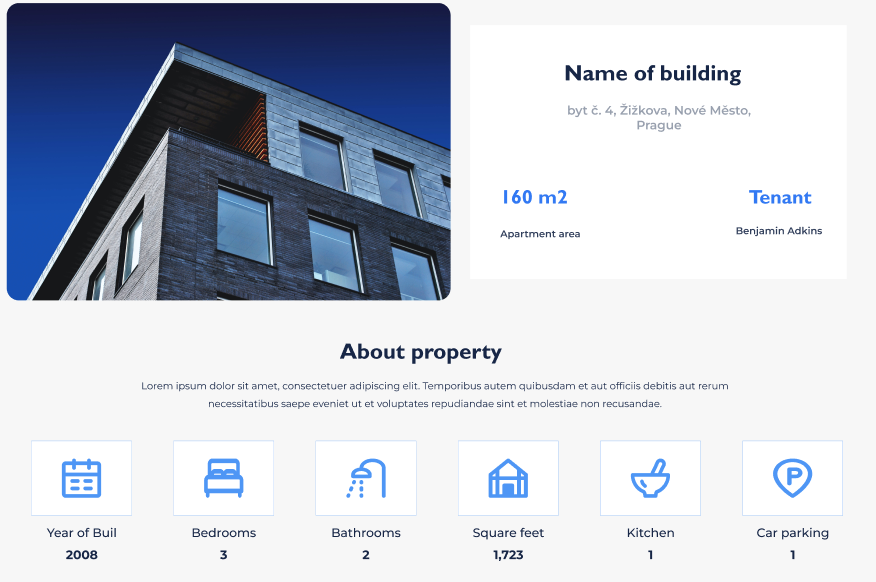 Name of building
byt č. 4, Žižkova, Nové Město,
Prague
160 m2
Tenant
Apartment area
Benjamin Adkins
About property
Lorem ipsum dolor sit amet, consectetuer adipiscing elit. Temporibus autem quibusdam et aut officiis debitis aut rerum
necessitatibus saepe eveniet ut et voluptates repudiandae sint et molestiae non recusandae.
P
Year of Buil
Bedrooms
Bathrooms
Square feet
Kitchen
Car parking
2008
3
2
1,723
1
1